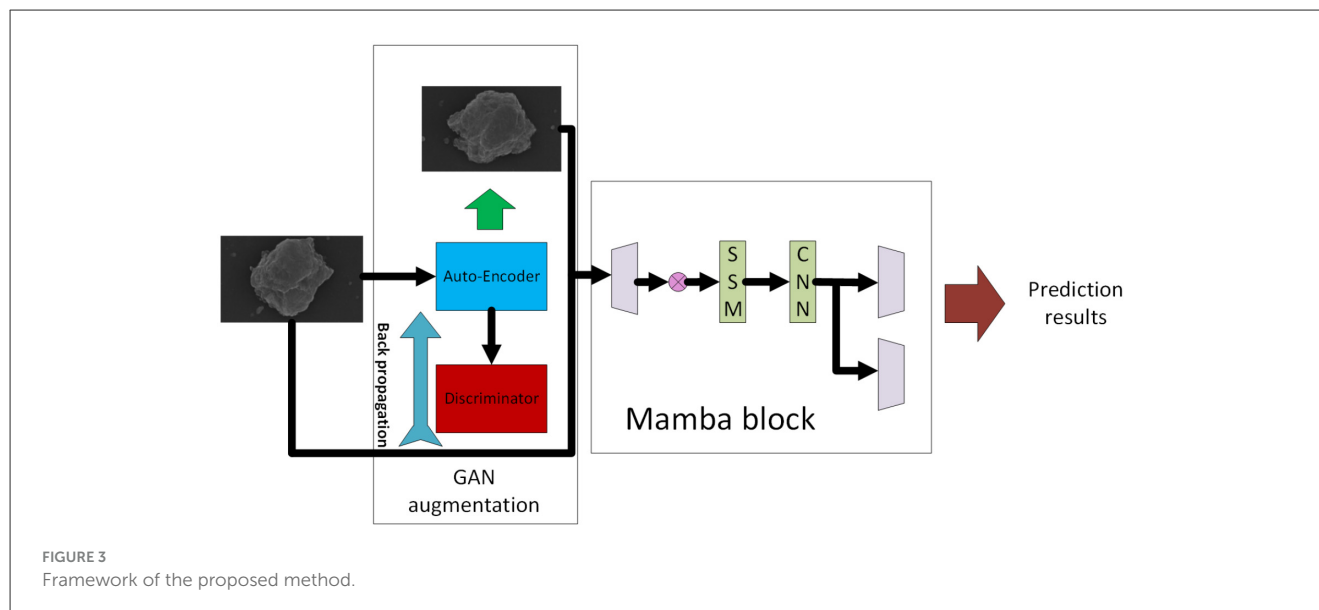 Auto-Encoder
Back propagation
Discriminator
GAN
augmentation
S
S
M
C
N
N
Mamba block
Prediction
results
FIGURE 3
Framework of the proposed method.